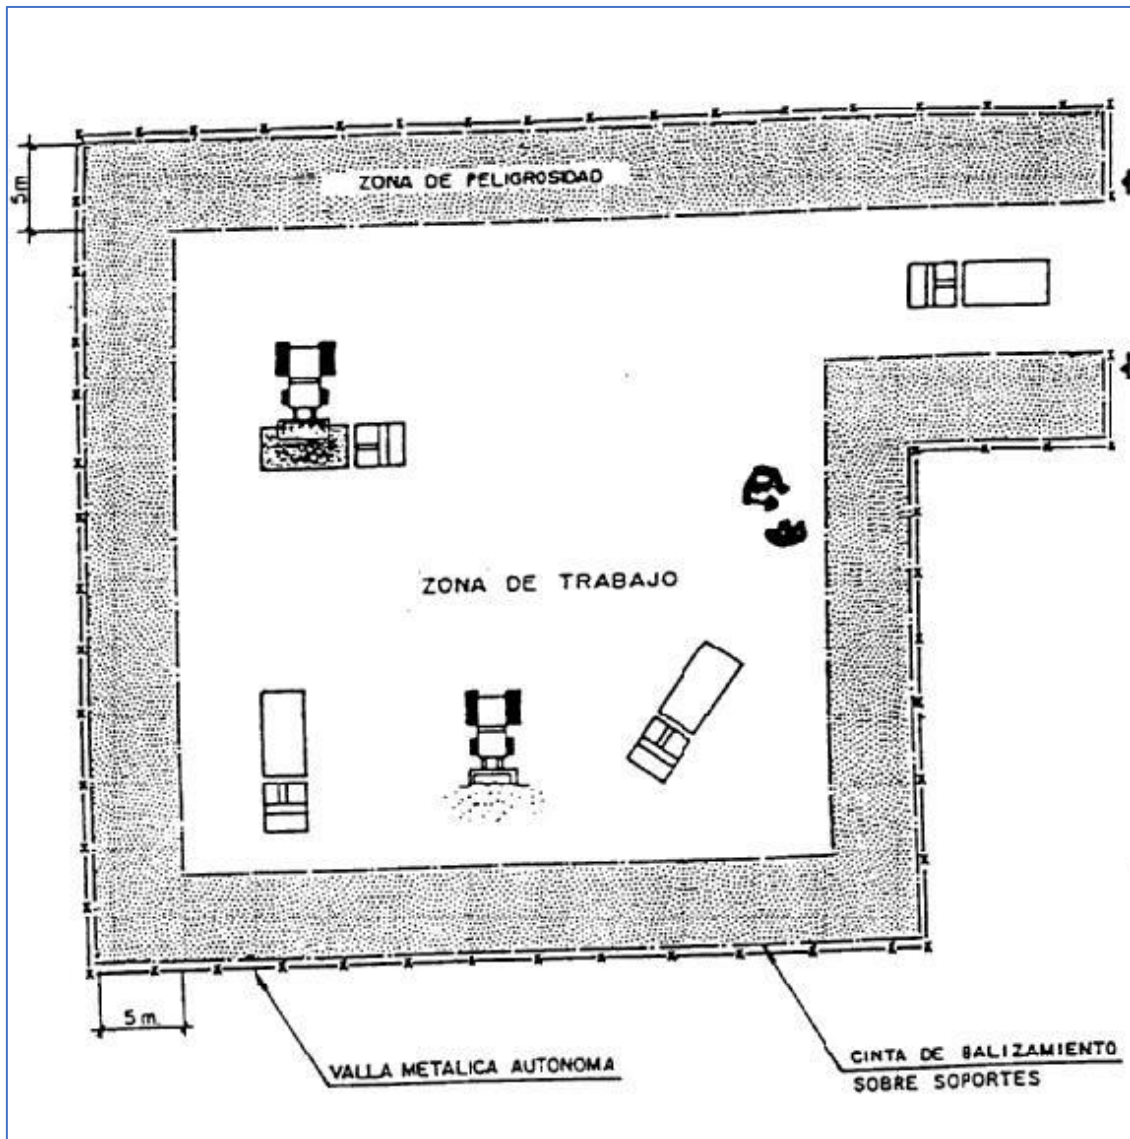 ZONA DE PELIGROSIDAD
5m
ZONA DE TRABAJO
5 m.
VALLA METALICA AUTONOMA
CINTA DE BALIZAMIENTO
SOBRE SOPORTES